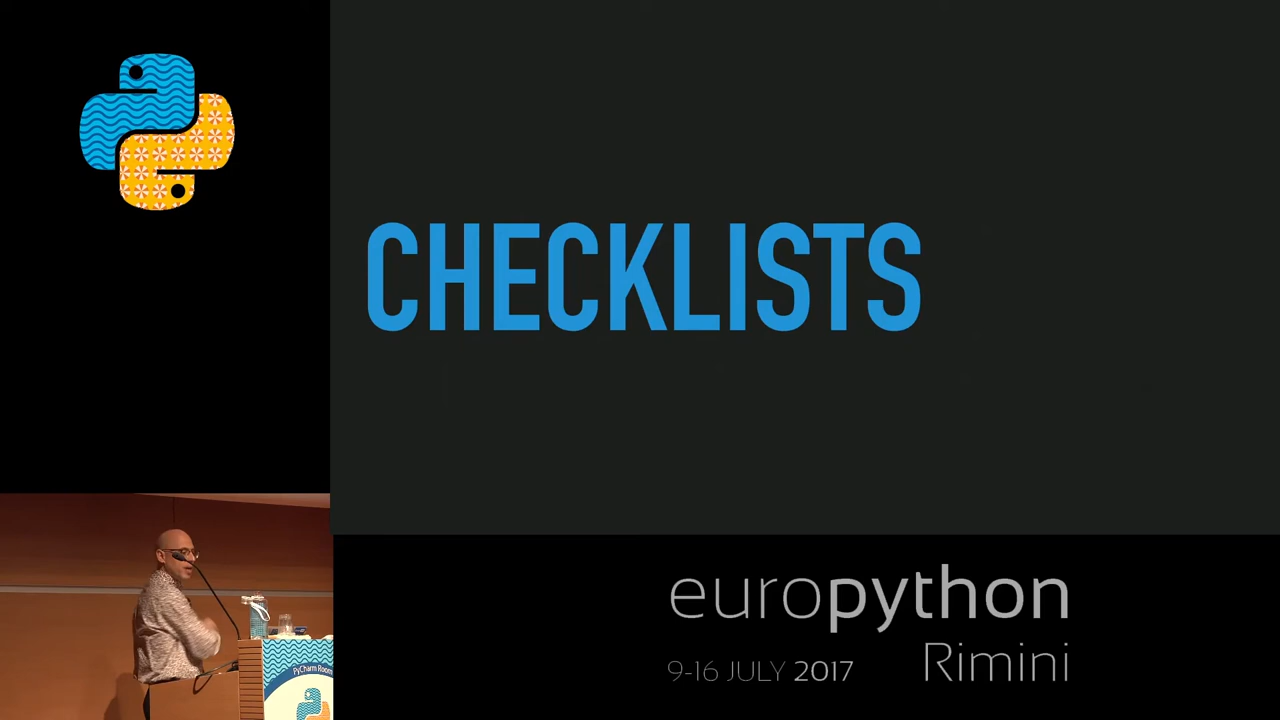 CHECKLISTS
europython
9-16 JULY 2017
Rimini
PyCharm Room